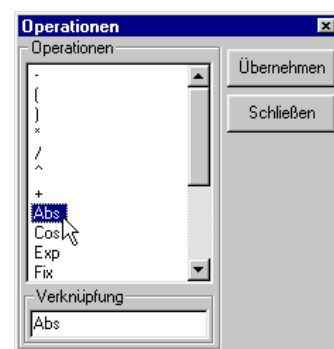 Operationen
Operationen
-
(
)
*
/
^
+
Abs
Cos
Exp
Fix
Übernehmen
Schließen
Verknüpfung
Abs